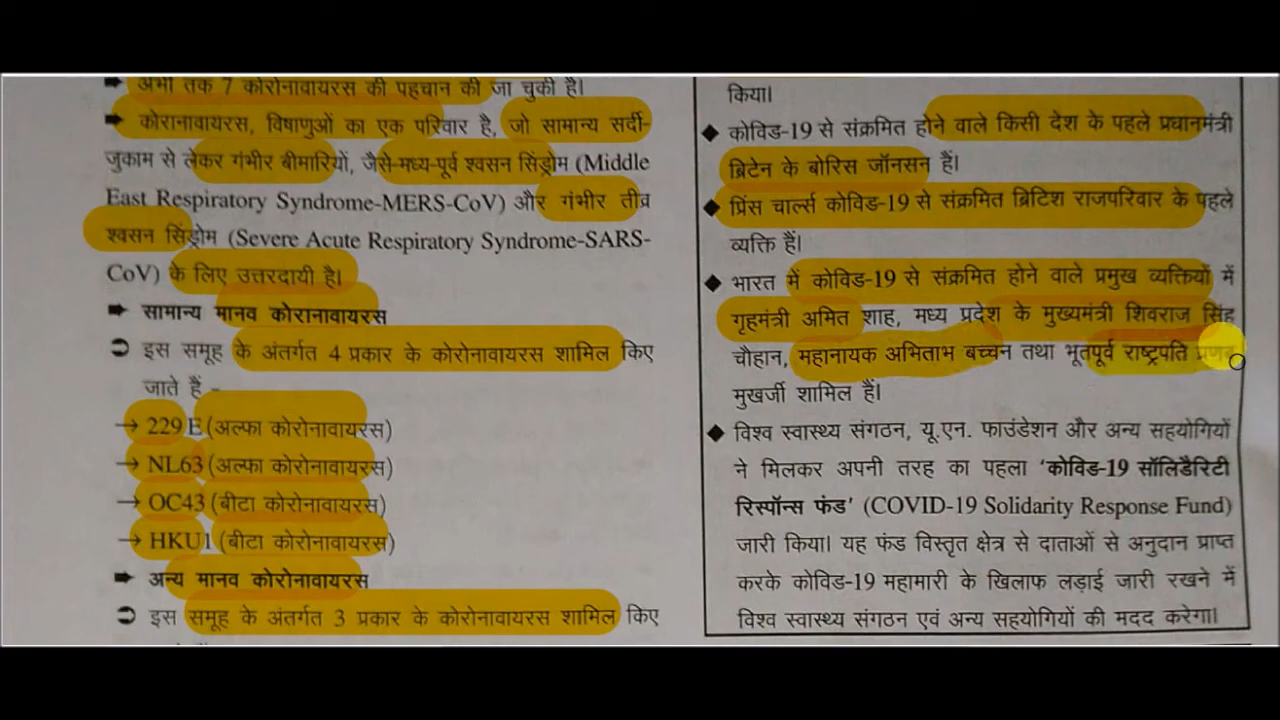 ➡ अभी तक 7 कोरोनावायरस की पहचान की जा चुकी है।
➡ कोरानावायरस, विषाणुओं का एक परिवार है, जो सामान्य सर्दी-
जुकाम से लेकर गंभीर बीमारियों, जैसे-मध्य-पूर्व श्वसन सिंड्रोम (Middle
East Respiratory Syndrome-MERS-CoV) और गंभीर तीव्र
श्वसन सिंड्रोम (Severe Acute Respiratory Syndrome-SARS-
CoV) के लिए उत्तरदायी है।
➡ सामान्य मानव कोरानावायरस
⊃ इस समूह के अंतर्गत 4 प्रकार के कोरोनावायरस शामिल किए
जाते हैं -
→ 229 E (अल्फा कोरोनावायरस)
→ NL63 (अल्फा कोरोनावायरस)
→ OC43 (बीटा कोरोनावायरस)
→ HKU1 (बीटा कोरोनावायरस)
➡ अन्य मानव कोरोनावायरस
⊃ इस समूह के अंतर्गत 3 प्रकार के कोरोनावायरस शामिल किए
किया।
◆ कोविड-19 से संक्रमित होने वाले किसी देश के पहले प्रधानमंत्री
ब्रिटेन के बोरिस जॉनसन हैं।
◆ प्रिंस चार्ल्स कोविड-19 से संक्रमित ब्रिटिश राजपरिवार के पहले
व्यक्ति हैं।
◆ भारत में कोविड-19 से संक्रमित होने वाले प्रमुख व्यक्तियों में
गृहमंत्री अमित शाह, मध्य प्रदेश के मुख्यमंत्री शिवराज सिंह
चौहान, महानायक अभिताभ बच्चन तथा भूतपूर्व राष्ट्रपति प्रणब
मुखर्जी शामिल हैं।
◆ विश्व स्वास्थ्य संगठन, यू.एन. फाउंडेशन और अन्य सहयोगियों
ने मिलकर अपनी तरह का पहला 'कोविड-19 सॉलिडैरिटी
रिस्पॉन्स फंड' (COVID-19 Solidarity Response Fund)
जारी किया। यह फंड विस्तृत क्षेत्र से दाताओं से अनुदान प्राप्त
करके कोविड-19 महामारी के खिलाफ लड़ाई जारी रखने में
विश्व स्वास्थ्य संगठन एवं अन्य सहयोगियों की मदद करेगा।